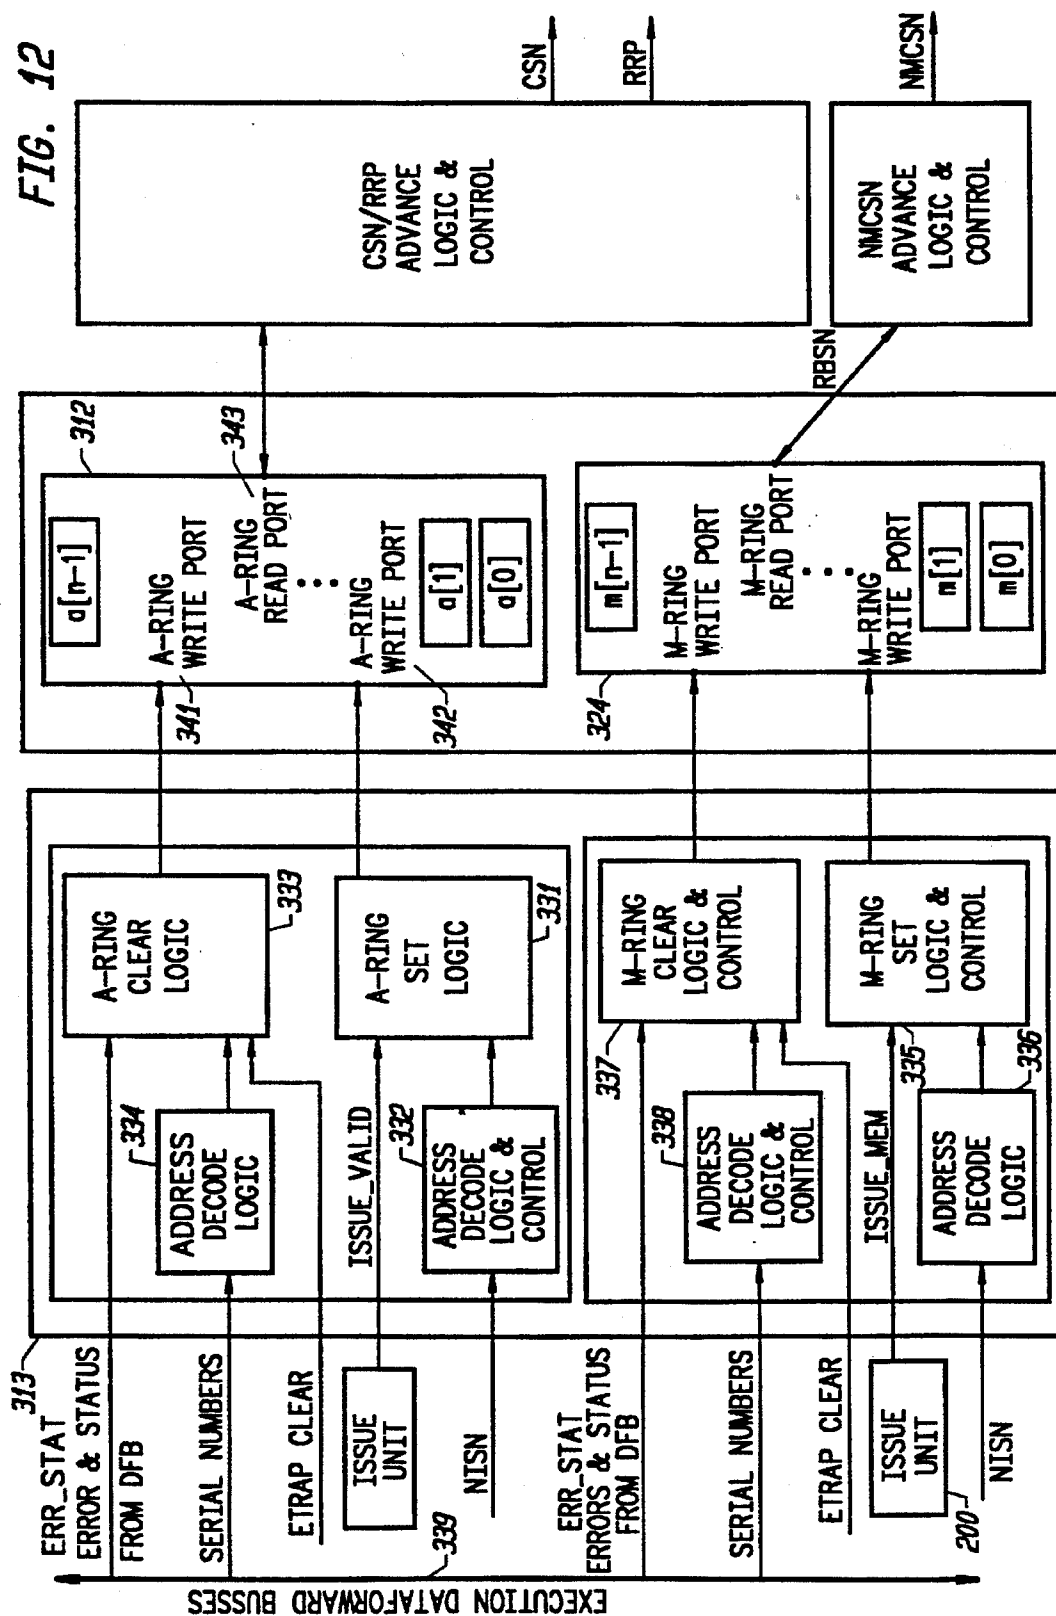 FIG. 12
EXECUTION DATAFORWARD BUSSES
339
313
ERR_STAT
ERROR & STATUS
FROM DFB
SERIAL NUMBERS
ETRAP CLEAR
ISSUE
UNIT
NISN
334
ADDRESS
DECODE
LOGIC
ISSUE_VALID
332
ADDRESS
DECODE
LOGIC &
CONTROL
A-RING
CLEAR
LOGIC
333
A-RING
SET
LOGIC
331
312
a[n-1]
A-RING
WRITE PORT
341
343
A-RING
READ PORT
A-RING
WRITE PORT
342
a[1]
a[0]
CSN/RRP
ADVANCE
LOGIC &
CONTROL
CSN
RRP
ERR_STAT
ERRORS & STATUS
FROM DFB
SERIAL NUMBERS
ETRAP CLEAR
ISSUE
UNIT
200
NISN
338
ADDRESS
DECODE
LOGIC &
CONTROL
ISSUE_MEM
336
ADDRESS
DECODE
LOGIC
337
M-RING
CLEAR
LOGIC &
CONTROL
335
M-RING
SET
LOGIC &
CONTROL
324
m[n-1]
M-RING
WRITE PORT
M-RING
READ PORT
M-RING
WRITE PORT
m[1]
m[0]
RBSN
NMCSN
ADVANCE
LOGIC &
CONTROL
NMCSN